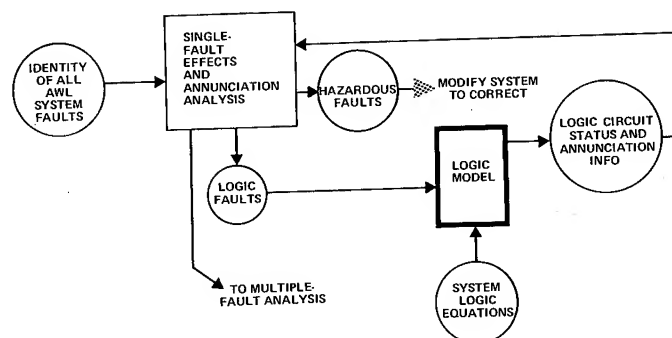 IDENTITY
OF ALL
AWL
SYSTEM
FAULTS
SINGLE-
FAULT
EFFECTS
AND
ANNUNCIATION
ANALYSIS
HAZARDOUS
FAULTS
MODIFY SYSTEM
TO CORRECT
LOGIC CIRCUIT
STATUS AND
ANNUNCIATION
INFO
LOGIC
MODEL
LOGIC
FAULTS
TO MULTIPLE-
FAULT ANALYSIS
SYSTEM
LOGIC
EQUATIONS